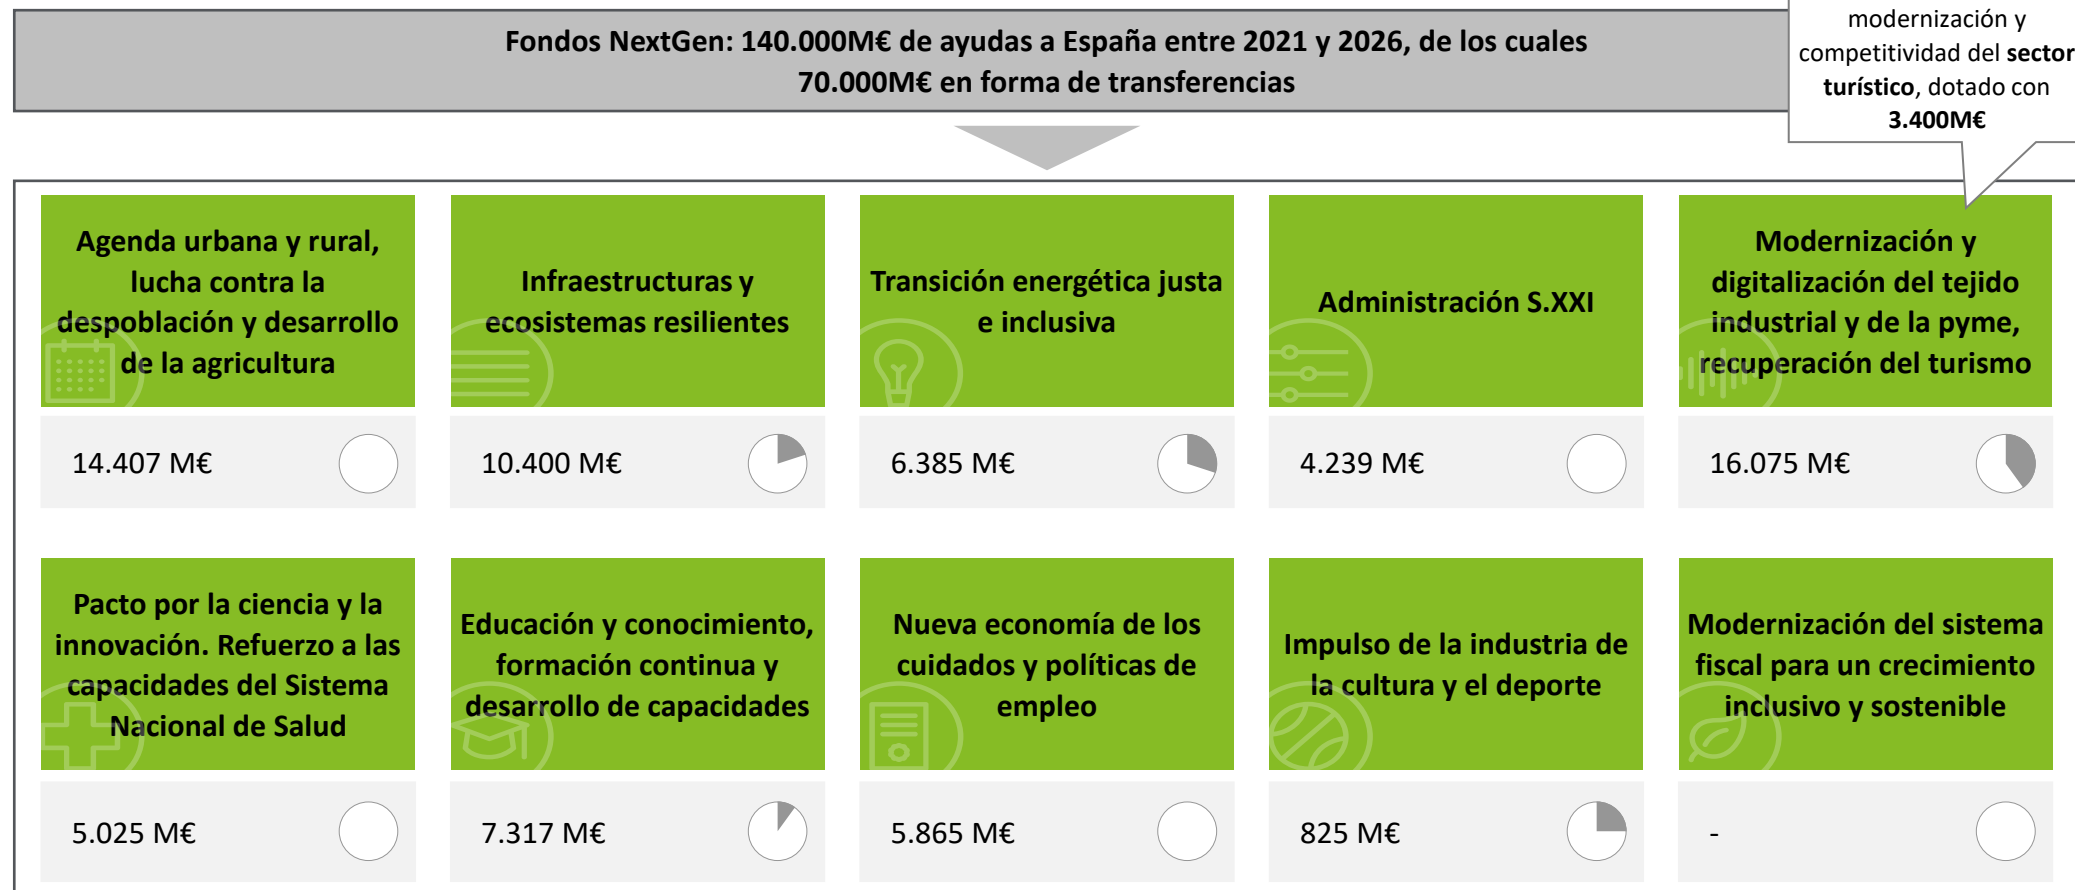 Fondos NextGen: 140.000M€ de ayudas a España entre 2021 y 2026, de los cuales
70.000M€ en forma de transferencias
modernización y
competitividad del sector
turístico, dotado con
3.400M€
Agenda urbana y rural,
lucha contra la
despoblación y desarrollo
de la agricultura
Infraestructuras y
ecosistemas resilientes
Transición energética justa
e inclusiva
Administración S.XXI
Modernización y
digitalización del tejido
industrial y de la pyme,
recuperación del turismo
14.407 M€
10.400 M€
6.385 M€
4.239 M€
16.075 M€
Pacto por la ciencia y la
innovación. Refuerzo a las
capacidades del Sistema
Nacional de Salud
Educación y conocimiento,
formación continua y
desarrollo de capacidades
Nueva economía de los
cuidados y políticas de
empleo
Impulso de la industria de
la cultura y el deporte
Modernización del sistema
fiscal para un crecimiento
inclusivo y sostenible
5.025 M€
7.317 M€
5.865 M€
825 M€
-